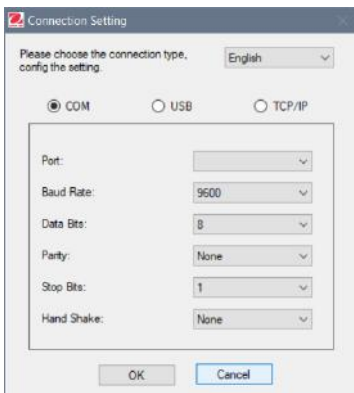 Connection Setting
Please choose the connection type,
config the setting.
English
COM USB TCP/IP
Port:
Baud Rate: 9600
Data Bits: 8
Parity: None
Stop Bits: 1
Hand Shake: None
OK Cancel